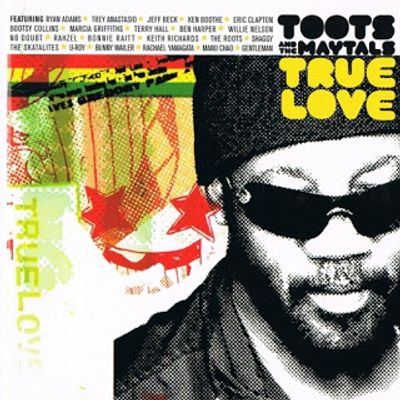 FEATURING RYAN ADAMS • TREY ANASTASIO • JEFF BECK • KEN BOOTHE • ERIC CLAPTON
BOOTSY COLLINS • MARCIA GRIFFITHS • TERRY HALL • BEN HARPER • WILLIE NELSON
NO DOUBT • RAHZEL • BONNIE RAITT • KEITH RICHARDS • THE ROOTS • SHAGGY
THE SKATALITES • U-ROY • BUNNY WAILER • RACHAEL YAMAGATA • MANU CHAO • GENTLEMAN
TOOTS
AND THE MAYTALS
TRUE
LOVE
TRUE LOVE